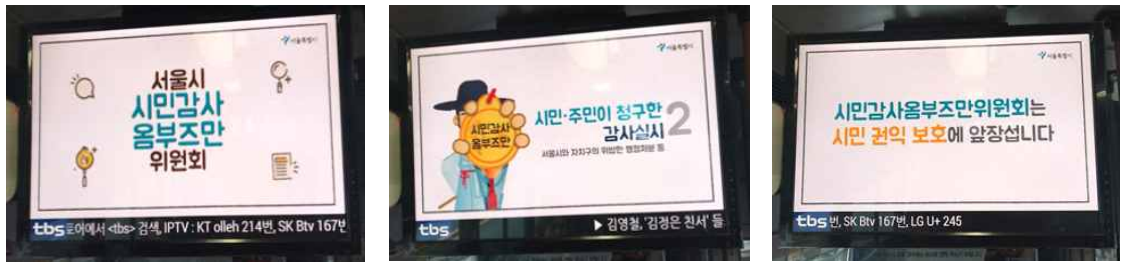 서울특별시
서울시
시민감사
옴부즈만
위원회
tbs 토어에서 <tbs> 검색, IPTV : KT olleh 214번, SK Btv 167번
서울특별시
시민감사
옴부즈만
시민·주민이 청구한
감사실시 2
서울시와 자치구의 위법한 행정처분 등
tbs ▶ 김영철, '김정은 친서' 들
서울특별시
시민감사옴부즈만위원회는
시민 권익 보호에 앞장섭니다
tbs 번, SK Btv 167번, LG U+ 245